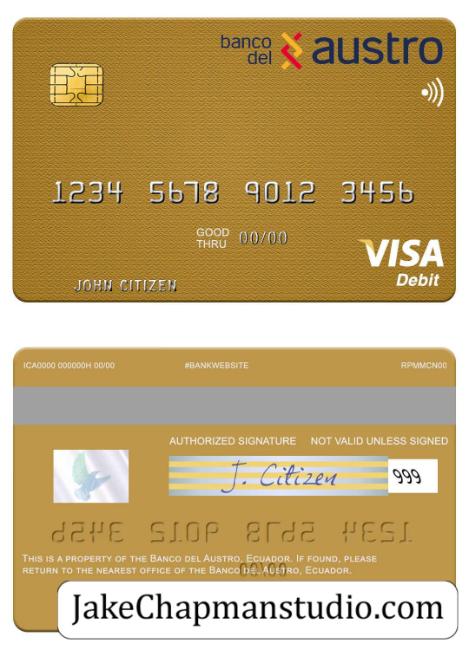 banco del austro
1234 5678 9012 3456
GOOD THRU 00/00
VISA
Debit
JOHN CITIZEN
ICA0000 000000H 00/00 #BANKWEBSITE RPMMCN00
AUTHORIZED SIGNATURE NOT VALID UNLESS SIGNED
J. Citizen 999
THIS IS A PROPERTY OF THE BANCO DEL AUSTRO, ECUADOR. IF FOUND, PLEASE
RETURN TO THE NEAREST OFFICE OF THE BANCO DEL AUSTRO, ECUADOR.
JakeChapmanstudio.com